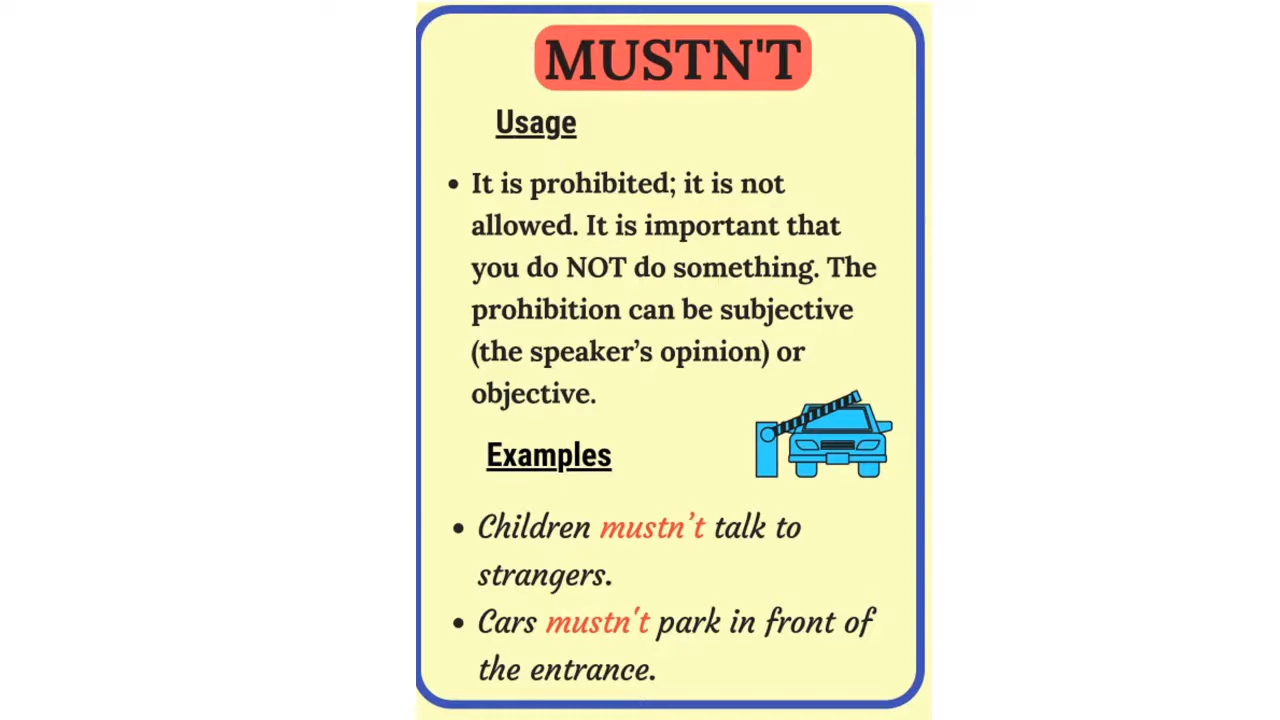 MUSTN'T
Usage
• It is prohibited; it is not
allowed. It is important that
you do NOT do something. The
prohibition can be subjective
(the speaker’s opinion) or
objective.
Examples
• Children mustn’t talk to
strangers.
• Cars mustn't park in front of
the entrance.